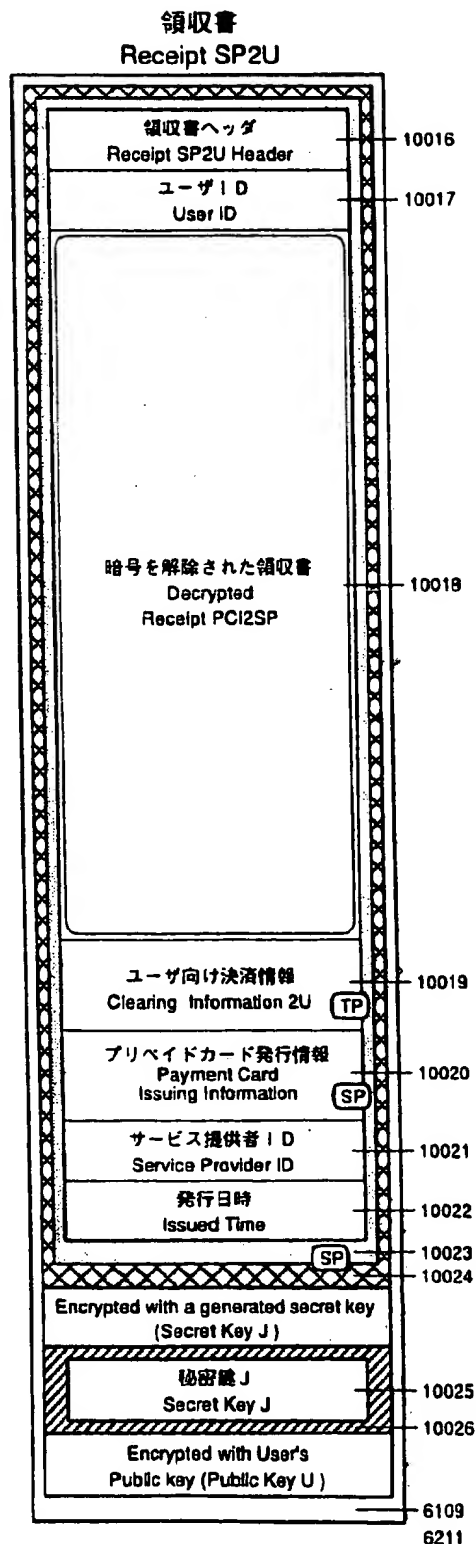 領収書
Receipt SP2U
領収書ヘッダ
Receipt SP2U Header
10016
ユーザID
User ID
10017
暗号を解除された領収書
Decrypted
Receipt PCI2SP
10018
ユーザ向け決済情報
Clearing Information 2U
TP
10019
プリペイドカード発行情報
Payment Card
Issuing Information
SP
10020
サービス提供者ID
Service Provider ID
10021
発行日時
Issued Time
10022
SP
10023
10024
Encrypted with a generated secret key
(Secret Key J )
秘密鍵J
Secret Key J
10025
10026
Encrypted with User's
Public key (Public Key U )
6109
6211